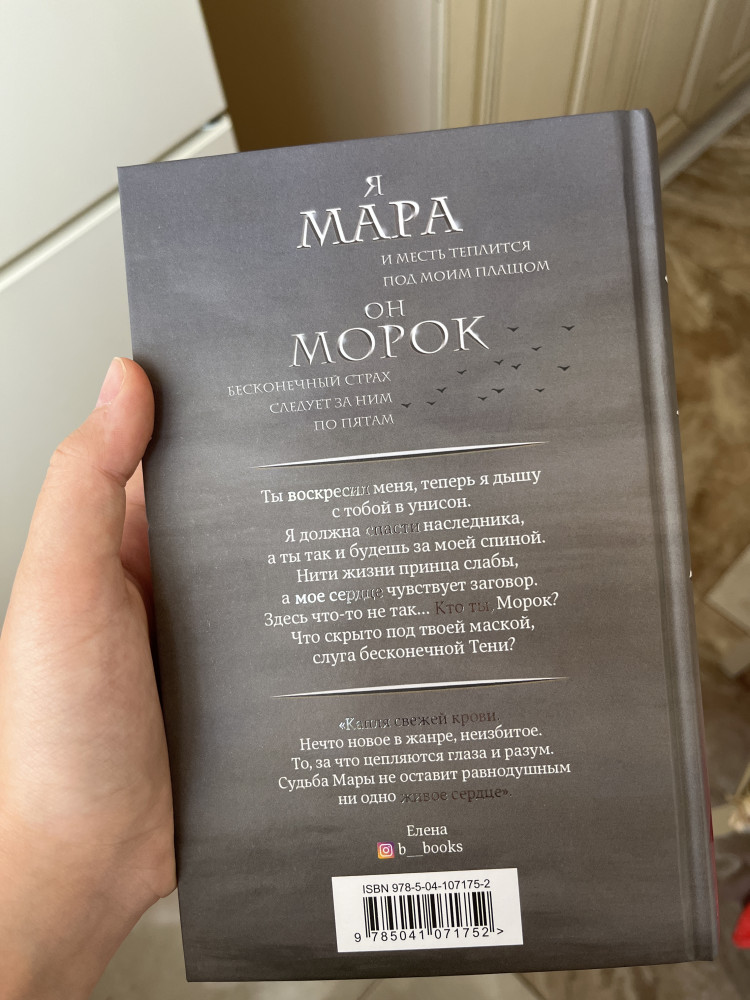 Я
МАРА
И МЕСТЬ ТЕПЛИТСЯ
ПОД МОИМ ПЛАЩОМ
ОН
МОРОК
БЕСКОНЕЧНЫЙ СТРАХ
СЛЕДУЕТ ЗА НИМ
ПО ПЯТАМ
Ты воскресил меня, теперь я дышу
с тобой в унисон.
Я должна спасти наследника,
а ты так и будешь за моей спиной.
Нити жизни принца слабы,
а мое сердце чувствует заговор.
Здесь что-то не так... Кто ты, Морок?
Что скрыто под твоей маской,
слуга бесконечной Тени?
«Капля свежей крови.
Нечто новое в жанре, неизбитое.
То, за что цепляются глаза и разум.
Судьба Мары не оставит равнодушным
ни одно живое сердце».
Елена
b__books
ISBN 978-5-04-107175-2
9 785041 071752 >